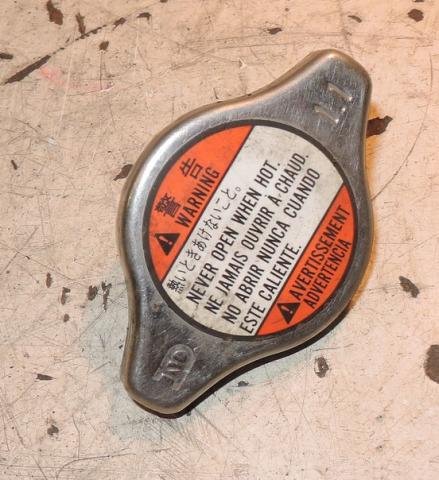 1.1
警告
WARNING
熱いときあけないこと。
NEVER OPEN WHEN HOT.
NE JAMAIS OUVRIR A CHAUD.
NO ABRIR NUNCA CUANDO
ESTE CALIENTE.
AVERTISSEMENT
ADVERTENCIA
ND